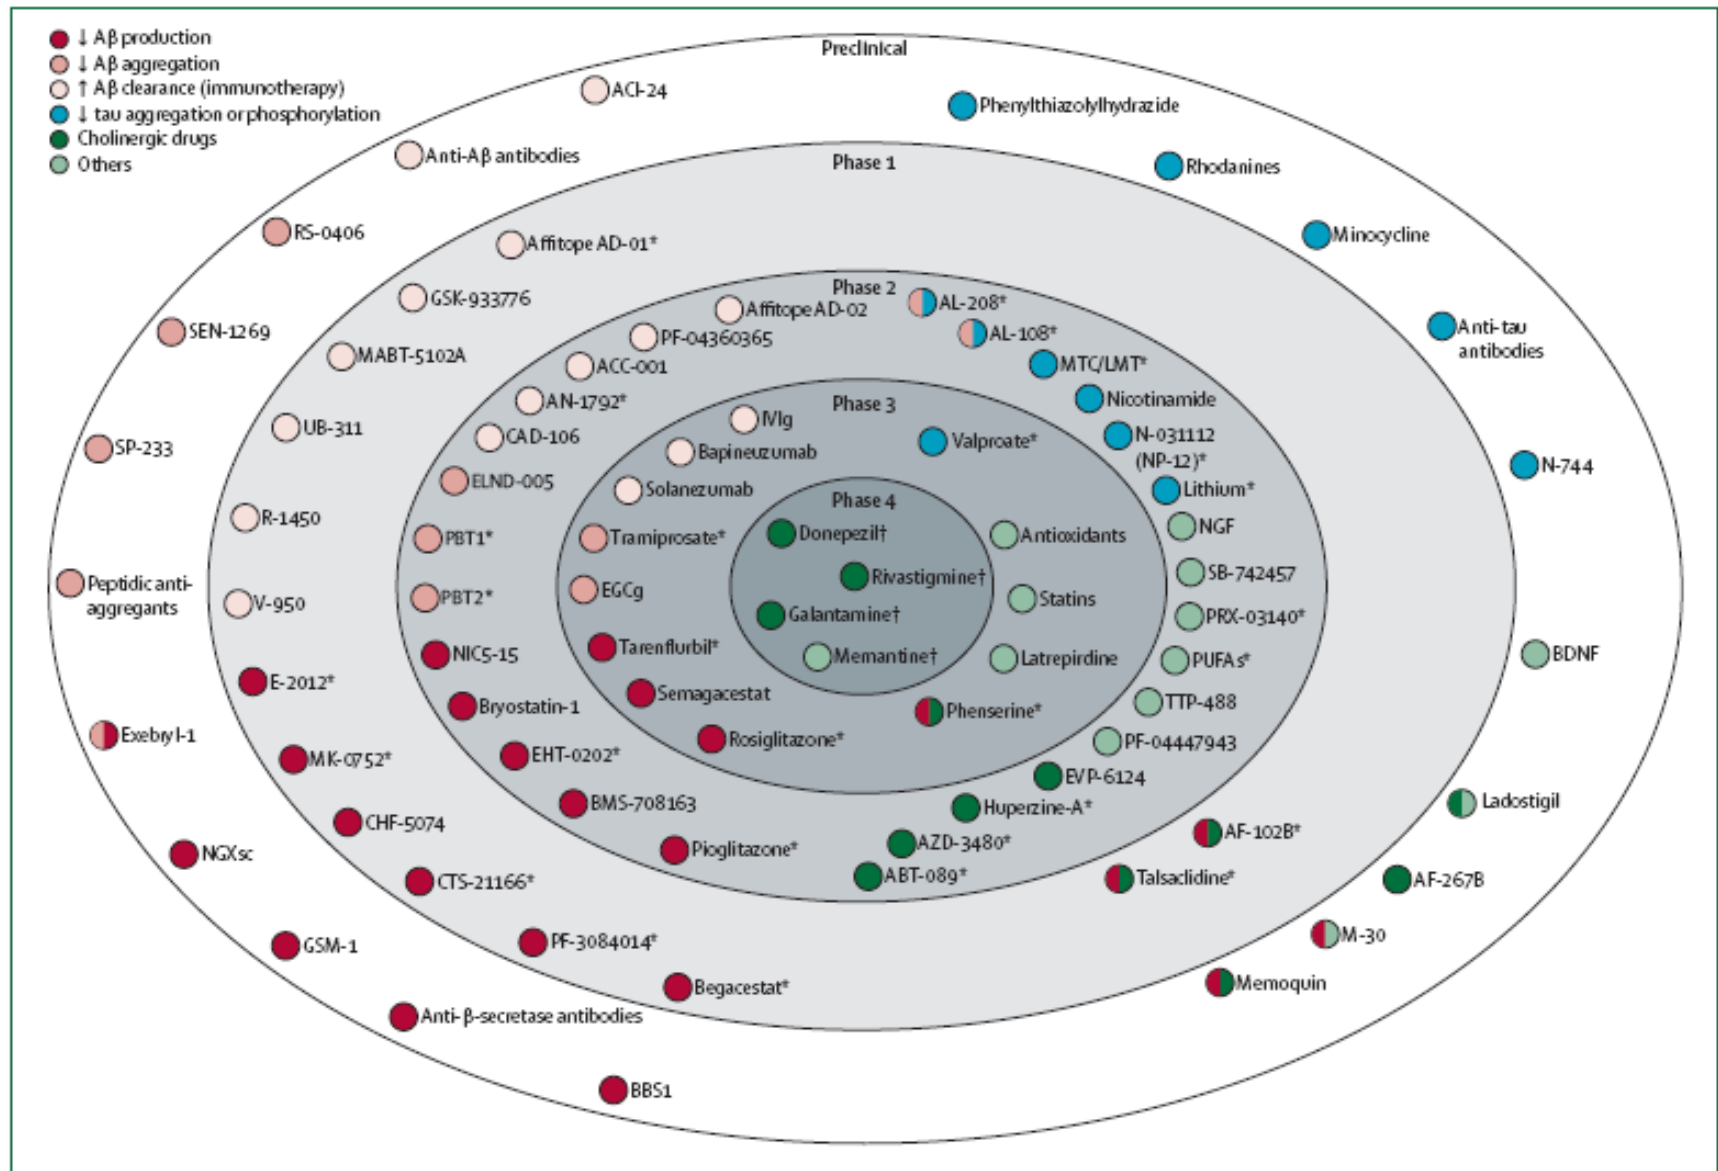 ↓ Aβ production
↓ Aβ aggregation
↑ Aβ clearance (immunotherapy)
↓ tau aggregation or phosphorylation
Cholinergic drugs
Others
Preclinical
ACI-24
Phenylthiazolylhydrazide
Anti-Aβ antibodies
Rhodanines
RS-0406
Minocycline
SEN-1269
Anti-tau
antibodies
SP-233
N-744
Peptidic anti-
aggregants
BDNF
Exebryl-1
Ladostigil
NGXsc
AF-267B
GSM-1
M-30
Memoquin
Anti-β-secretase antibodies
BBS1
Phase 1
Affitope AD-01*
GSK-933776
MABT-5102A
UB-311
R-1450
V-950
E-2012*
MK-0752*
CHF-5074
CTS-21166*
PF-3084014*
Begacestat*
AF-102B*
Talsaclidine*
Phase 2
Affitope AD-02
AL-208*
PF-04360365
AL-108*
ACC-001
MTC/LMT*
AN-1792*
Nicotinamide
CAD-106
N-031112
(NP-12)*
ELND-005
Lithium*
PBT1*
NGF
PBT2*
SB-742457
PRX-03140*
NIC5-15
PUFAs*
Bryostatin-1
TTP-488
EHT-0202*
PF-04447943
BMS-708163
EVP-6124
Pioglitazone*
Huperzine-A*
AZD-3480*
ABT-089*
Phase 3
IVIg
Bapineuzumab
Valproate*
Solanezumab
Tramiprosate*
Antioxidants
EGCg
Statins
Tarenflurbil*
Latrepirdine
Semagacestat
Phenserine*
Rosiglitazone*
Phase 4
Donepezil†
Rivastigmine†
Galantamine†
Memantine†